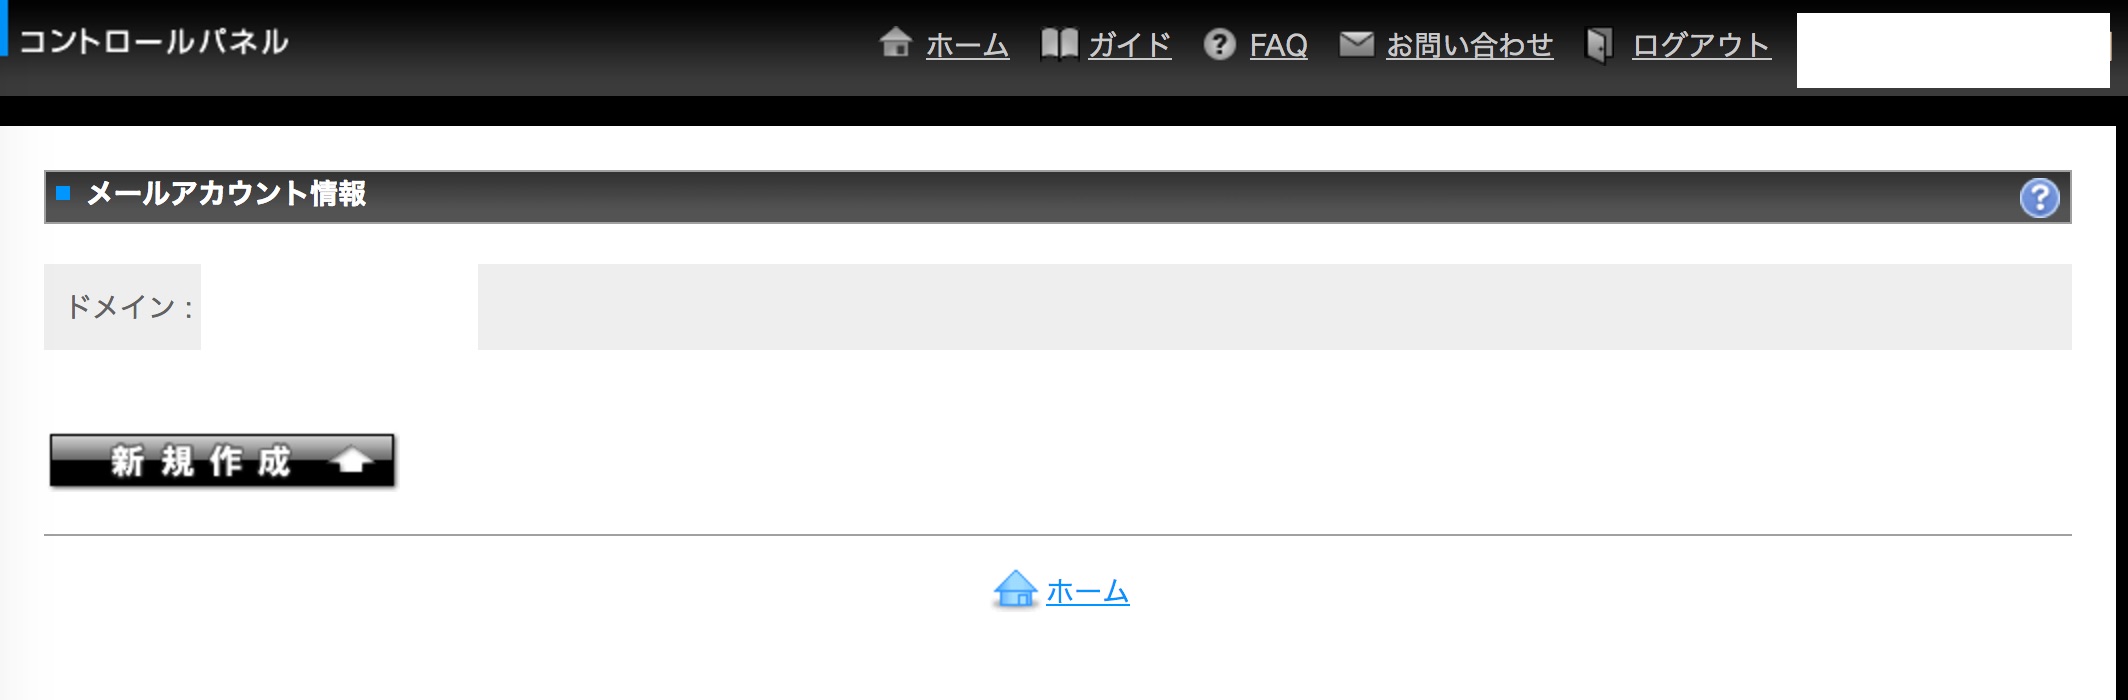 コントロールパネル
ホーム ガイド FAQ お問い合わせ ログアウト
メールアカウント情報
ドメイン :
新規作成
ホーム